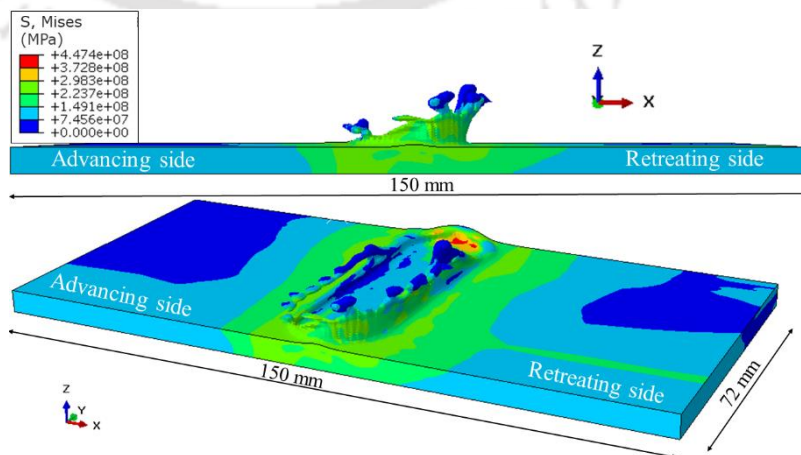 S, Mises
(MPa)
+4.474e+08
+3.728e+08
+2.983e+08
+2.237e+08
+1.491e+08
+7.456e+07
+0.000e+00
Z
X
Advancing side
Retreating side
150 mm
Advancing side
150 mm
Retreating side
72 mm
Z
Y
X